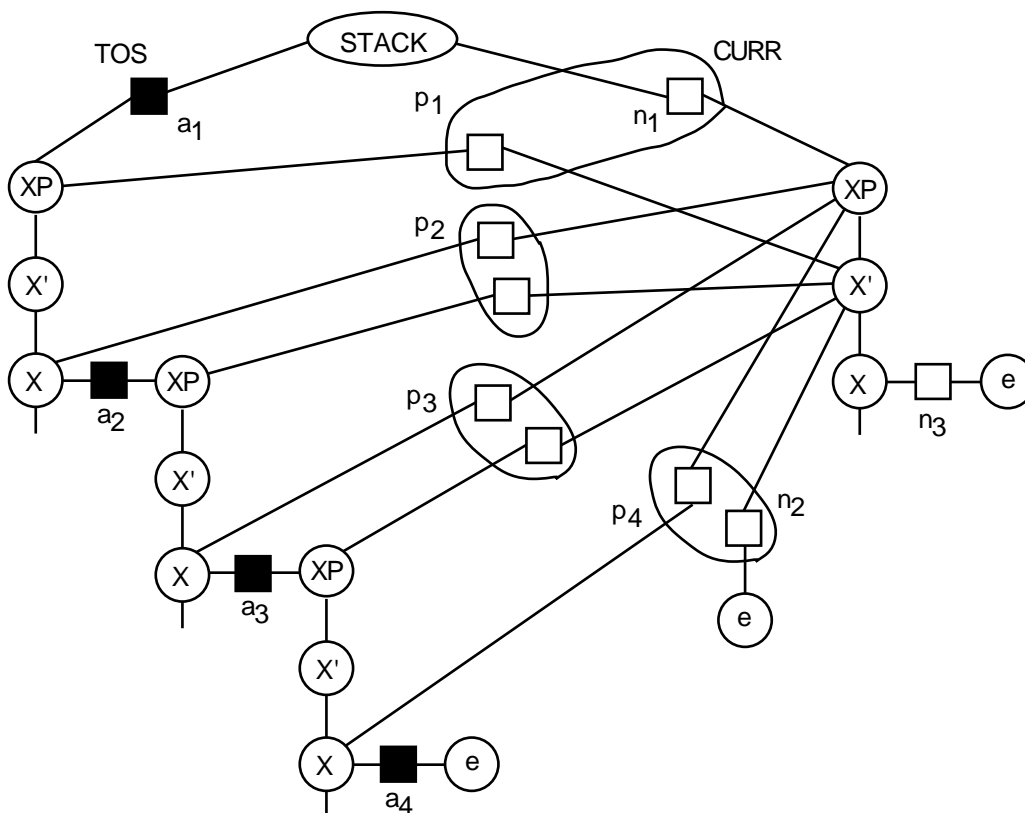 STACK
TOS
CURR
a1
p1
n1
XP
XP
p2
X'
X'
X
a2
XP
p3
X
n3
e
X'
p4
n2
X
a3
XP
e
X'
X
a4
e